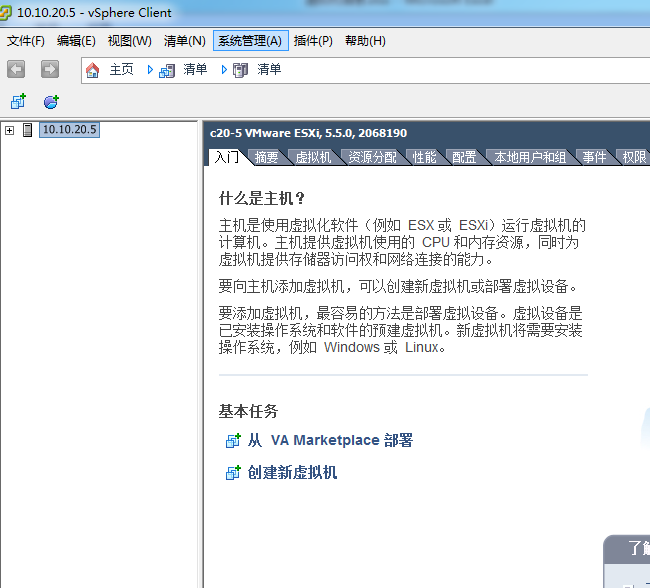 10.10.20.5 - vSphere Client
文件(F) 编辑(E) 视图(W) 清单(N) 系统管理(A) 插件(P) 帮助(H)
主页 清单 清单
10.10.20.5
c20-5 VMware ESXi, 5.5.0, 2068190
入门 摘要 虚拟机 资源分配 性能 配置 本地用户和组 事件 权限
什么是主机？
主机是使用虚拟化软件（例如 ESX 或 ESXi）运行虚拟机的
计算机。主机提供虚拟机使用的 CPU 和内存资源，同时为
虚拟机提供存储器访问权和网络连接的能力。
要向主机添加虚拟机，可以创建新虚拟机或部署虚拟设备。
要添加虚拟机，最容易的方法是部署虚拟设备。虚拟设备是
已安装操作系统和软件的预建虚拟机。新虚拟机将需要安装
操作系统，例如 Windows 或 Linux。
基本任务
从 VA Marketplace 部署
创建新虚拟机
了解